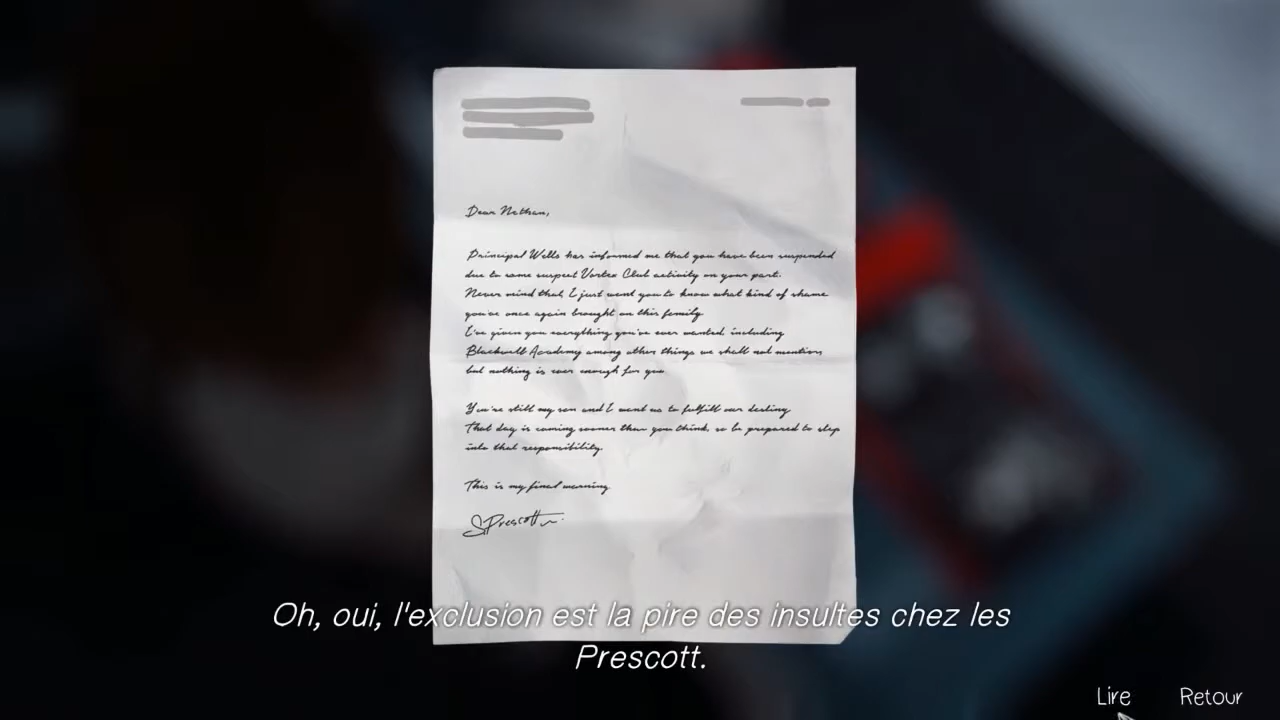 Dear Nathan,
Principal Wells has informed me that you have been suspended
due to some suspect Vortex Club activity on your part.
Never mind that, I just want you to know what kind of shame
you've once again brought on this family.
I've given you everything you've ever wanted including
Blackwell Academy among other things we shall not mention,
but nothing is ever enough for you.
You're still my son and I want us to fulfill our destiny
That day is coming sooner than you think, so be prepared to step
into that responsibility.
This is my final warning
S Prescott
Oh, oui, l'exclusion est la pire des insultes chez les
Prescott.
Lire Retour